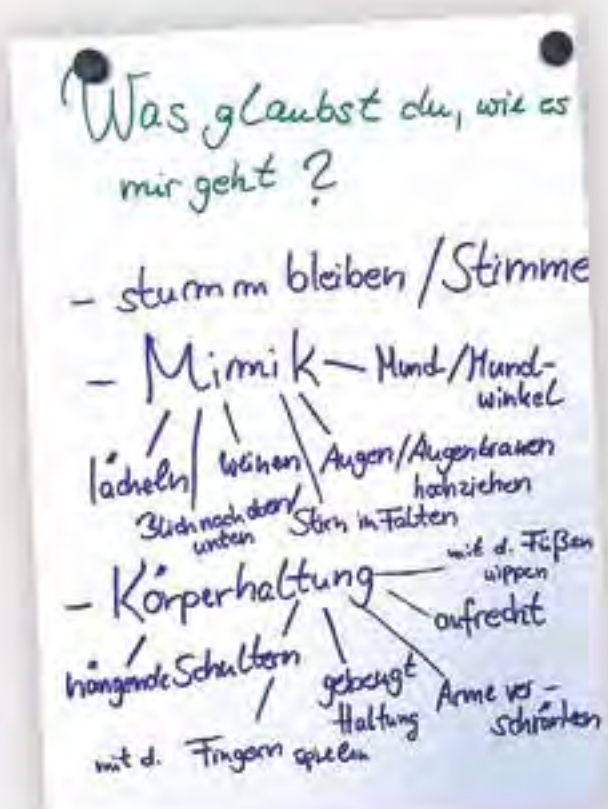 Was glaubst du, wie es
mir geht?
- stumm bleiben / Stimme
- Mimik - Mund / Mund-
winkel
lächeln
weinen
Augen / Augenbrauen
hochziehen
Blick nach oben /
unten
Stirn in Falten
- Körperhaltung
mit d. Füßen
wippen
aufrecht
hängende Schultern
gebeugt
Haltung
Arme ver-
schränken
mit d. Fingern spielen